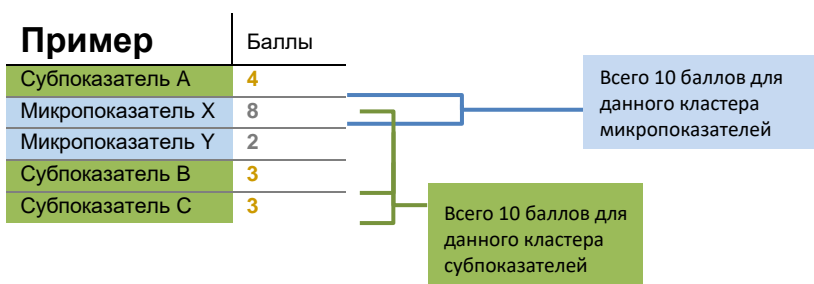 Пример Баллы
Субпоказатель A 4
Микропоказатель X 8
Микропоказатель Y 2
Субпоказатель B 3
Субпоказатель C 3
Всего 10 баллов для
данного кластера
микропоказателей
Всего 10 баллов для
данного кластера
субпоказателей